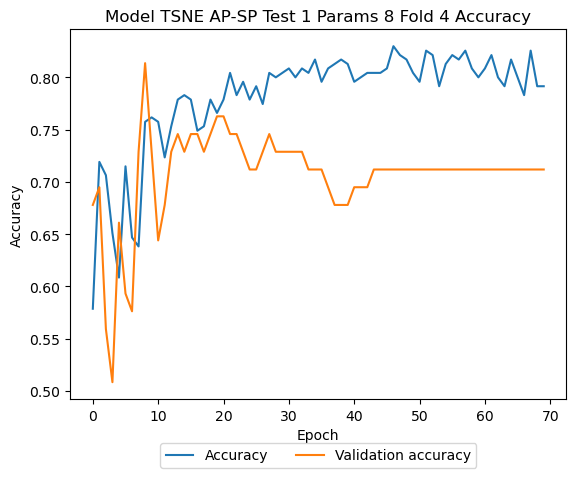 Model TSNE AP-SP Test 1 Params 8 Fold 4 Accuracy
0.80
0.75
0.70
0.65
0.60
0.55
0.50
Accuracy
0 10 20 30 40 50 60 70
Epoch
Accuracy Validation accuracy